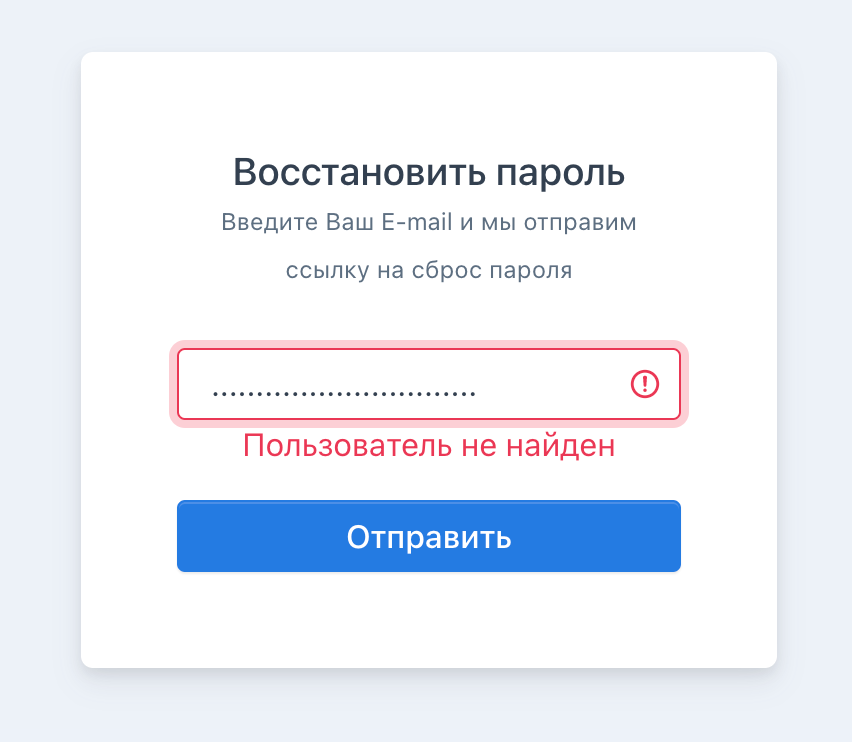 Восстановить пароль
Введите Ваш E-mail и мы отправим
ссылку на сброс пароля
..............................
Пользователь не найден
Отправить